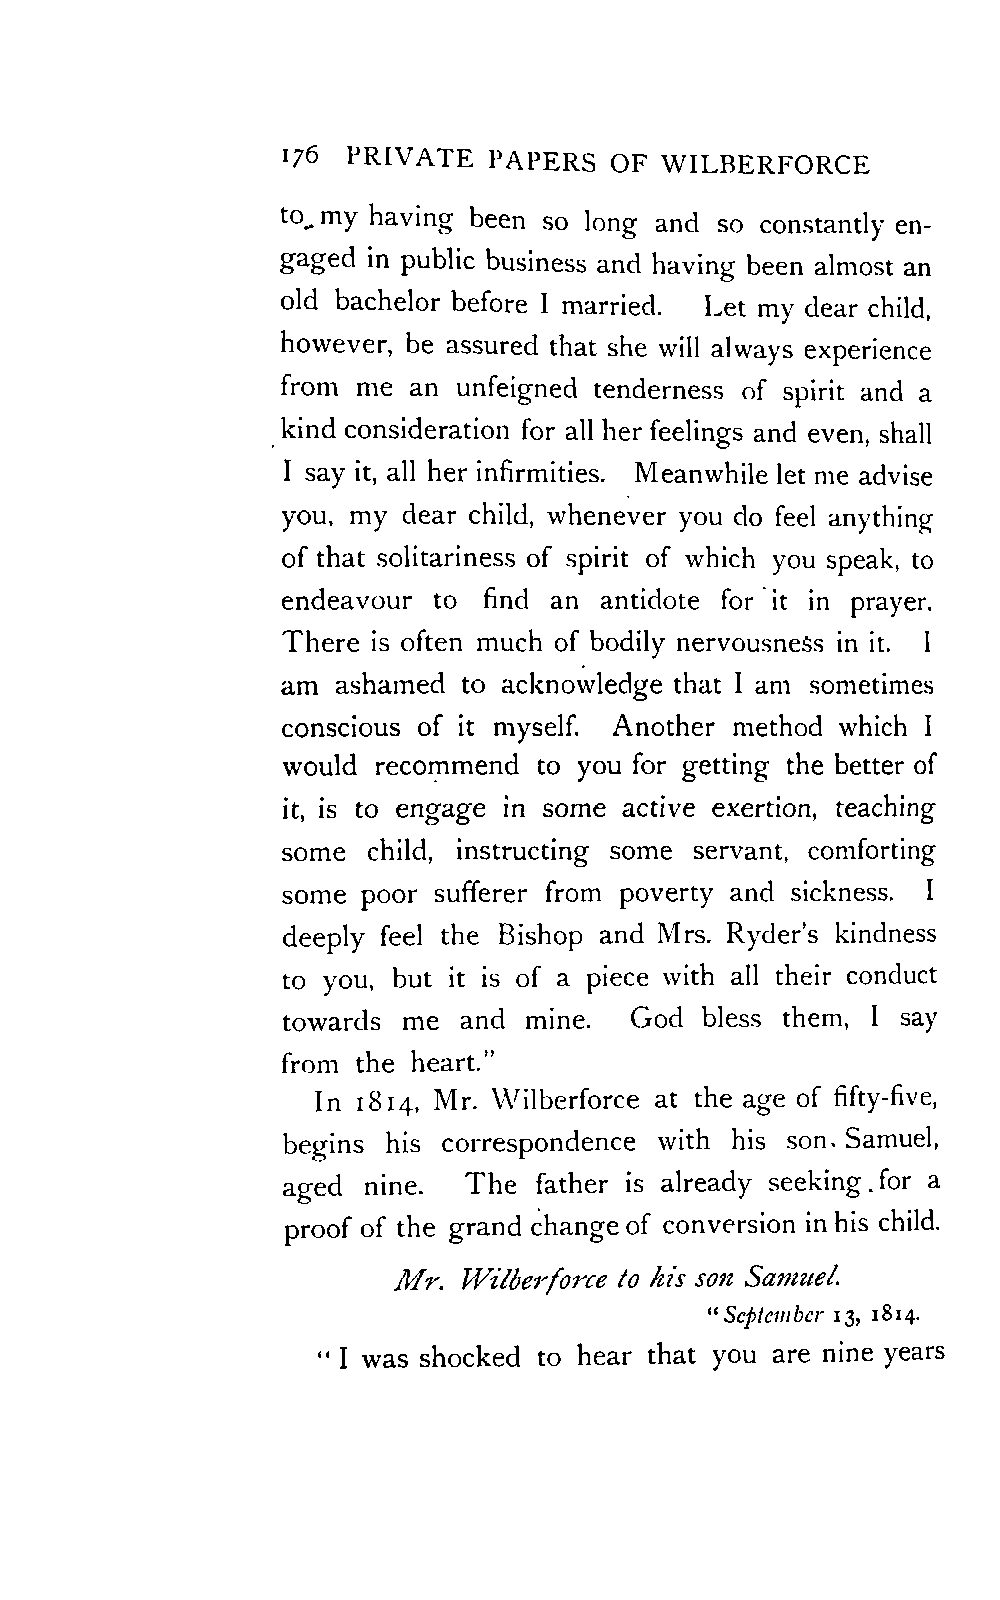 176 PRIVATE PAPERS OF WILBERFORCE
to my having been so long and so constantly en-
gaged in public business and having been almost an
old bachelor before I married. Let my dear child,
however, be assured that she will always experience
from me an unfeigned tenderness of spirit and a
kind consideration for all her feelings and even, shall
I say it, all her infirmities. Meanwhile let me advise
you, my dear child, whenever you do feel anything
of that solitariness of spirit of which you speak, to
endeavour to find an antidote for it in prayer.
There is often much of bodily nervousness in it. I
am ashamed to acknowledge that I am sometimes
conscious of it myself. Another method which I
would recommend to you for getting the better of
it, is to engage in some active exertion, teaching
some child, instructing some servant, comforting
some poor sufferer from poverty and sickness. I
deeply feel the Bishop and Mrs. Ryder's kindness
to you, but it is of a piece with all their conduct
towards me and mine. God bless them, I say
from the heart."
In 1814, Mr. Wilberforce at the age of fifty-five,
begins his correspondence with his son. Samuel,
aged nine. The father is already seeking for a
proof of the grand change of conversion in his child.
Mr. Wilberforce to his son Samuel.
"September 13, 1814.
"I was shocked to hear that you are nine years